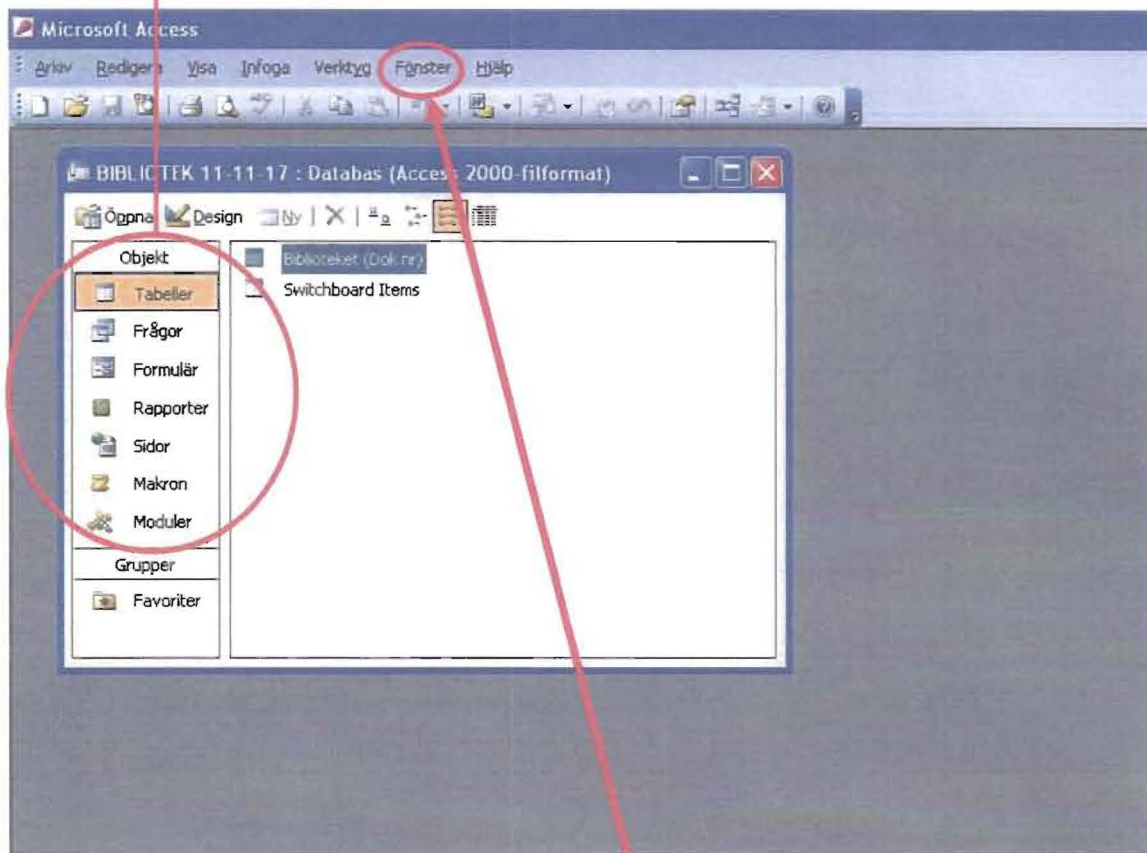 Microsoft Access
Arkiv Redigera Visa Infoga Verktyg Fönster Hjälp
BIBLIOTEK 11-11-17 : Databas (Access 2000-filformat)
Öppna Design Ny
Objekt
Tabeller
Frågor
Formulär
Rapporter
Sidor
Makron
Moduler
Grupper
Favoriter
Biblioteket (Dok nr)
Switchboard Items